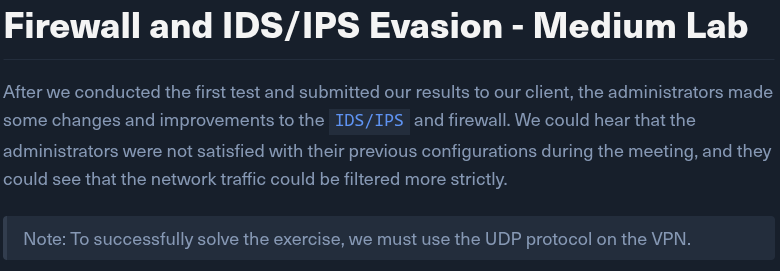 Firewall and IDS/IPS Evasion - Medium Lab
After we conducted the first test and submitted our results to our client, the administrators made
some changes and improvements to the IDS/IPS and firewall. We could hear that the
administrators were not satisfied with their previous configurations during the meeting, and they
could see that the network traffic could be filtered more strictly.
Note: To successfully solve the exercise, we must use the UDP protocol on the VPN.